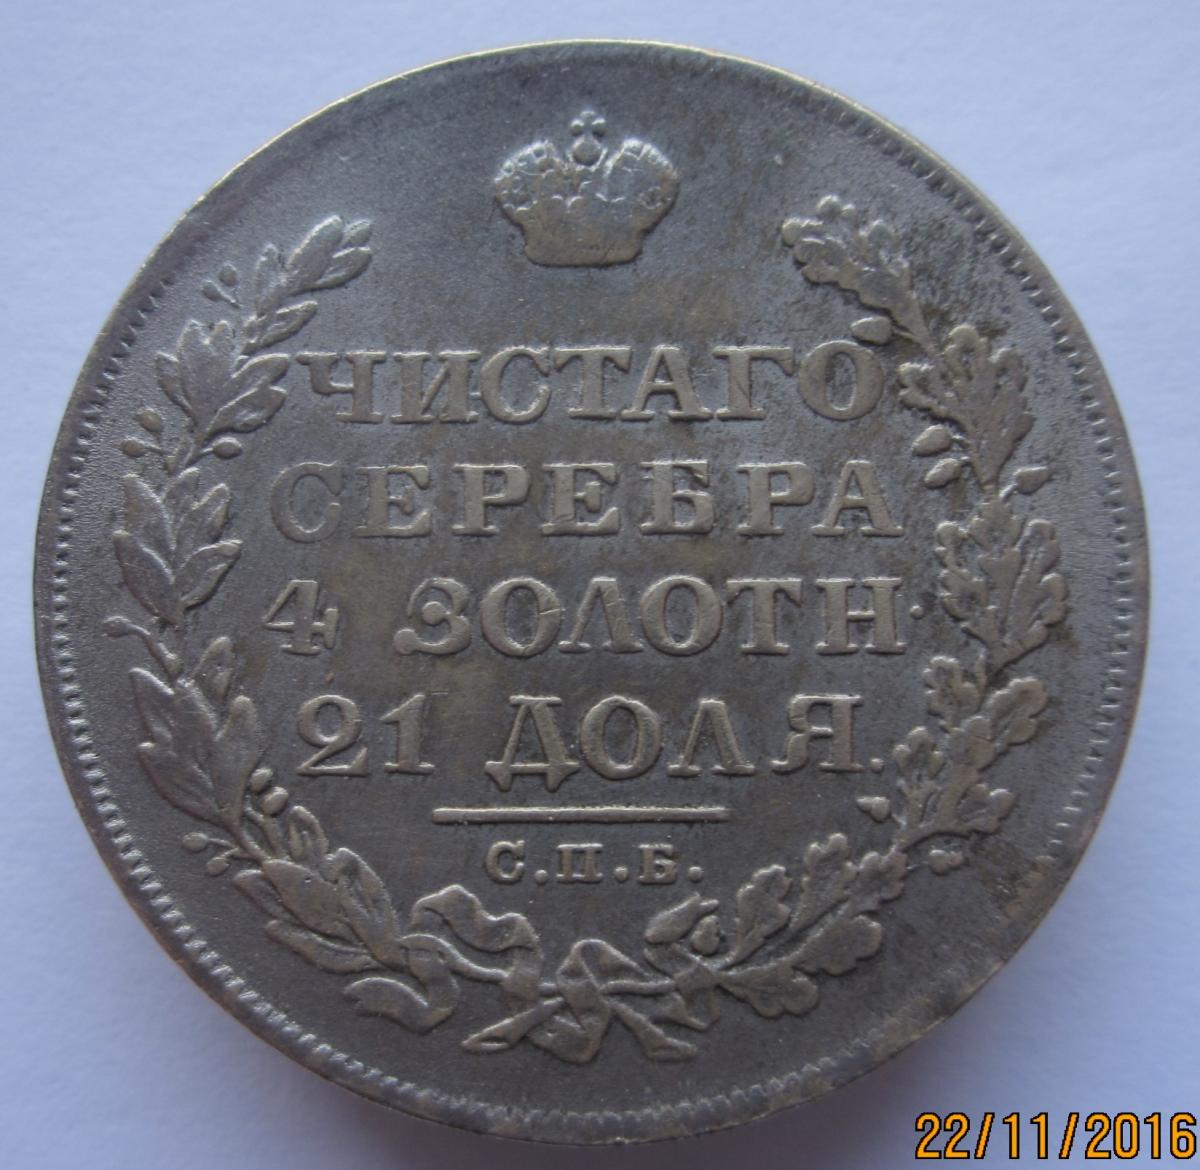 ЧИСТАГО
СЕРЕБРА
4 ЗОЛОТН.
21 ДОЛЯ.
С.П.Б.
22/11/2016